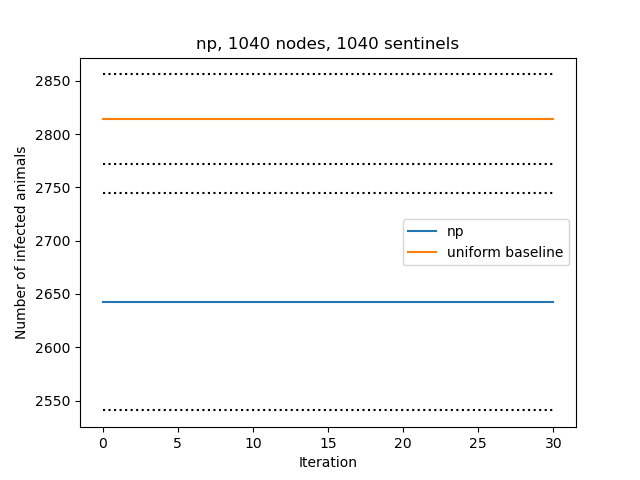 np, 1040 nodes, 1040 sentinels
2850
2800
2750
2700
2650
2600
2550
Number of infected animals
np
uniform baseline
0 5 10 15 20 25 30
Iteration